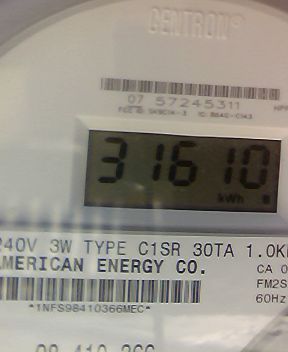 CENTRON®
07 57245311
31610
kWh
240V 3W TYPE C1SR 30TA 1.0K
AMERICAN ENERGY CO.
CA 0
FM2S
60Hz
*1NFS98410366MEC*